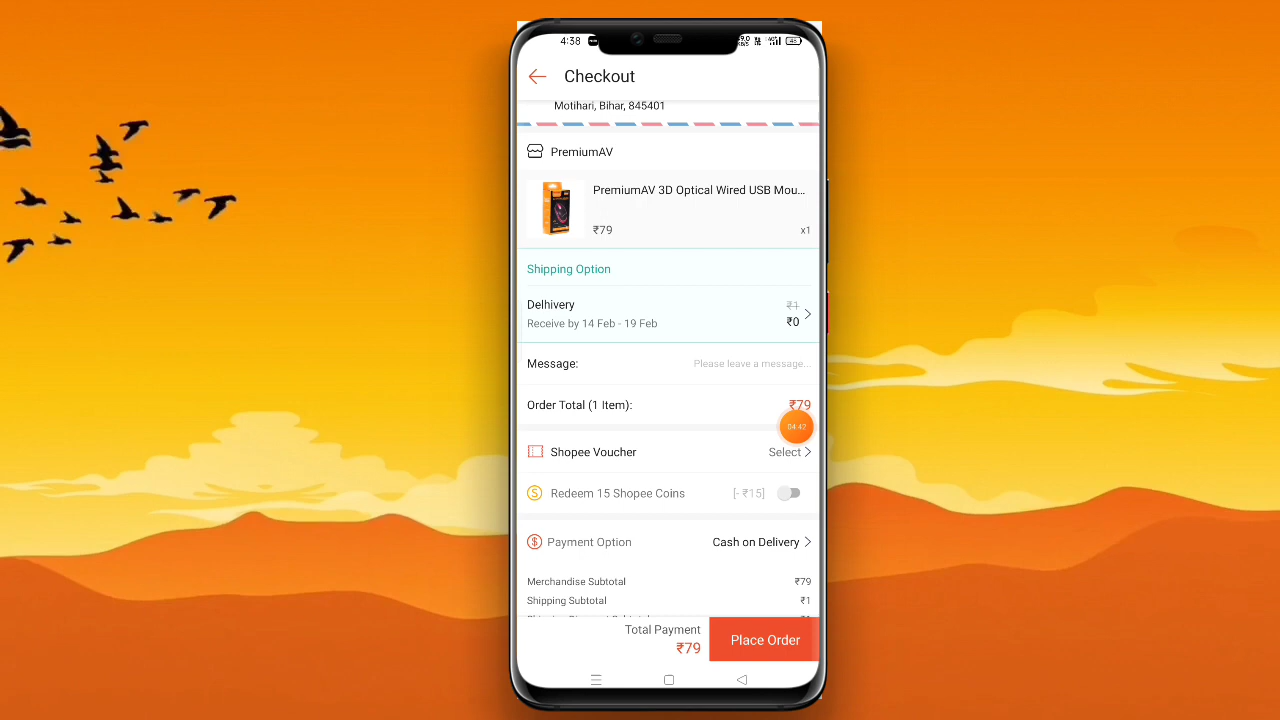 4:38
Checkout
Motihari, Bihar, 845401
PremiumAV
PremiumAV 3D Optical Wired USB Mou...
₹79 x1
Shipping Option
Delhivery ₹1
Receive by 14 Feb - 19 Feb ₹0
Message: Please leave a message...
Order Total (1 Item): ₹79
04:47
Shopee Voucher Select
Redeem 15 Shopee Coins [- ₹15]
Payment Option Cash on Delivery
Merchandise Subtotal ₹79
Shipping Subtotal ₹1
Total Payment
₹79
Place Order